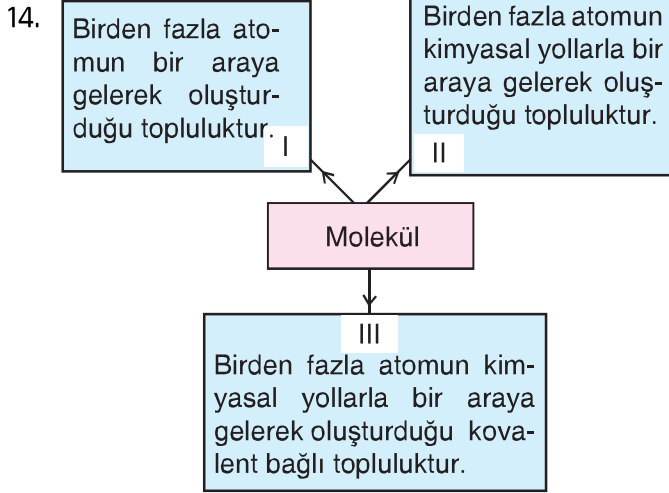 14.
Birden fazla ato-
mun bir araya
gelerek oluştur-
duğu topluluktur.
I
Birden fazla atomun
kimyasal yollarla bir
araya gelerek oluş-
turduğu topluluktur.
II
Molekül
III
Birden fazla atomun kim-
yasal yollarla bir araya
gelerek oluşturduğu kova-
lent bağlı topluluktur.